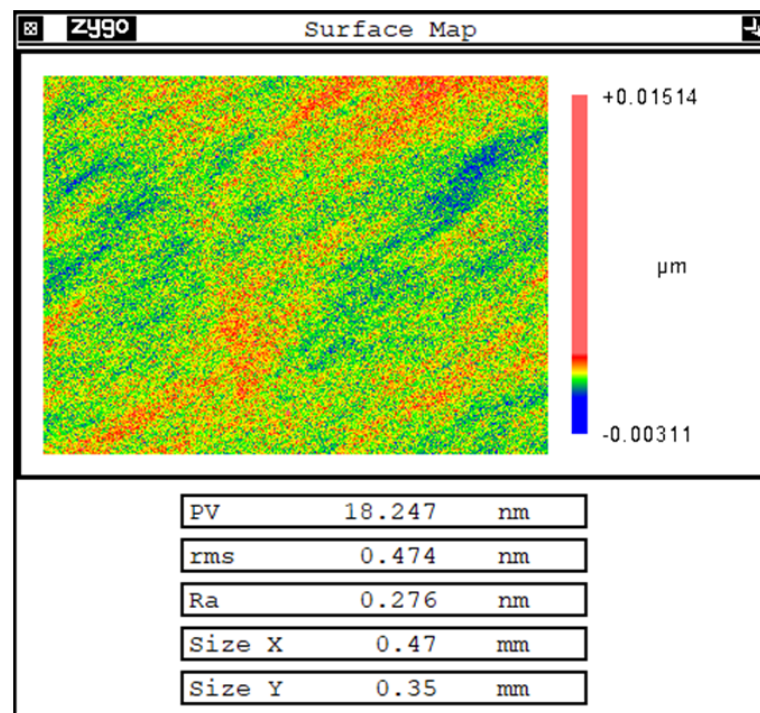 zygo Surface Map
+0.01514
µm
-0.00311
PV 18.247 nm
rms 0.474 nm
Ra 0.276 nm
Size X 0.47 mm
Size Y 0.35 mm